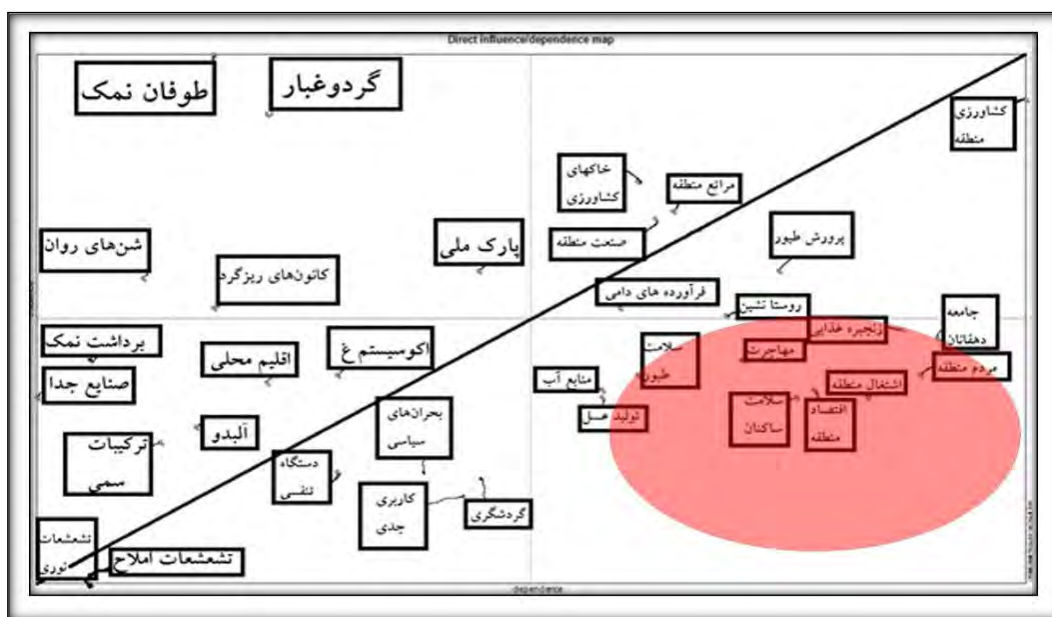 Direct influence/dependence map
گردوغبار
طوفان نمک
کشاورزی
منطقه
خاکهای
کشاورزی
مراتع منطقه
پارک ملی
صنعت منطقه
پرورش طیور
شن‌های روان
کانون‌های ریزگرد
فرآورده های دامی
روستا نشین
جامعه
دهقانان
زنجیره غذایی
برداشت نمک
اقلیم محلی
اکوسیستم غ
سلامت
طیور
مهاجرت
مردم منطقه
صنایع جدا
منابع آب
اشتغال منطقه
تولید عسل
سلامت
ساکنان
اقتصاد
منطقه
بحران‌های
سیاسی
آلبدو
ترکیبات
سمی
دستگاه
تنفسی
کاربری
چدی
گردشگری
تشعشعات
نوری
تشعشعات املاح
dependence